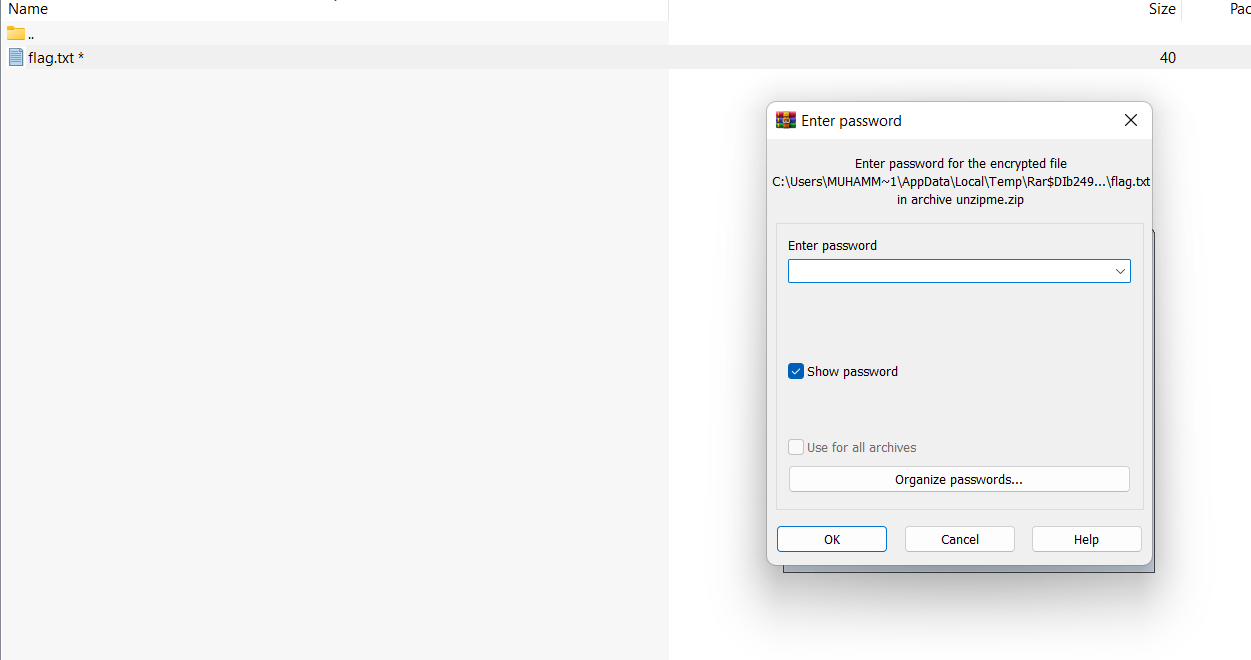 Name Size Pac
..
flag.txt * 40
Enter password
Enter password for the encrypted file
C:\Users\MUHAMM~1\AppData\Local\Temp\Rar$DIb249...\flag.txt
in archive unzipme.zip
Enter password
Show password
Use for all archives
Organize passwords...
OK Cancel Help